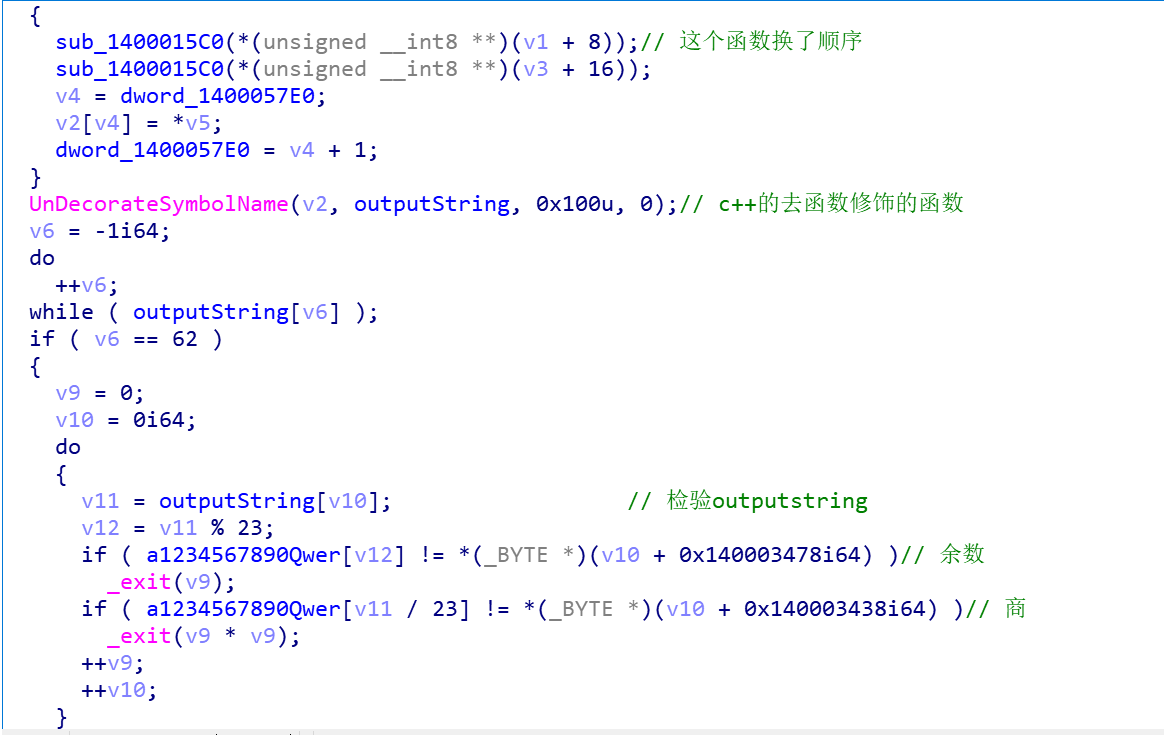 {
sub_1400015C0(*(unsigned __int8 **)(v1 + 8));// 这个函数换了顺序
sub_1400015C0(*(unsigned __int8 **)(v3 + 16));
v4 = dword_1400057E0;
v2[v4] = *v5;
dword_1400057E0 = v4 + 1;
}
UnDecorateSymbolName(v2, outputString, 0x100u, 0);// c++的去函数修饰的函数
v6 = -1i64;
do
++v6;
while ( outputString[v6] );
if ( v6 == 62 )
{
v9 = 0;
v10 = 0i64;
do
{
v11 = outputString[v10]; // 检验outputstring
v12 = v11 % 23;
if ( a1234567890Qwer[v12] != *(_BYTE *)(v10 + 0x140003478i64) )// 余数
_exit(v9);
if ( a1234567890Qwer[v11 / 23] != *(_BYTE *)(v10 + 0x140003438i64) )// 商
_exit(v9 * v9);
++v9;
++v10;
}